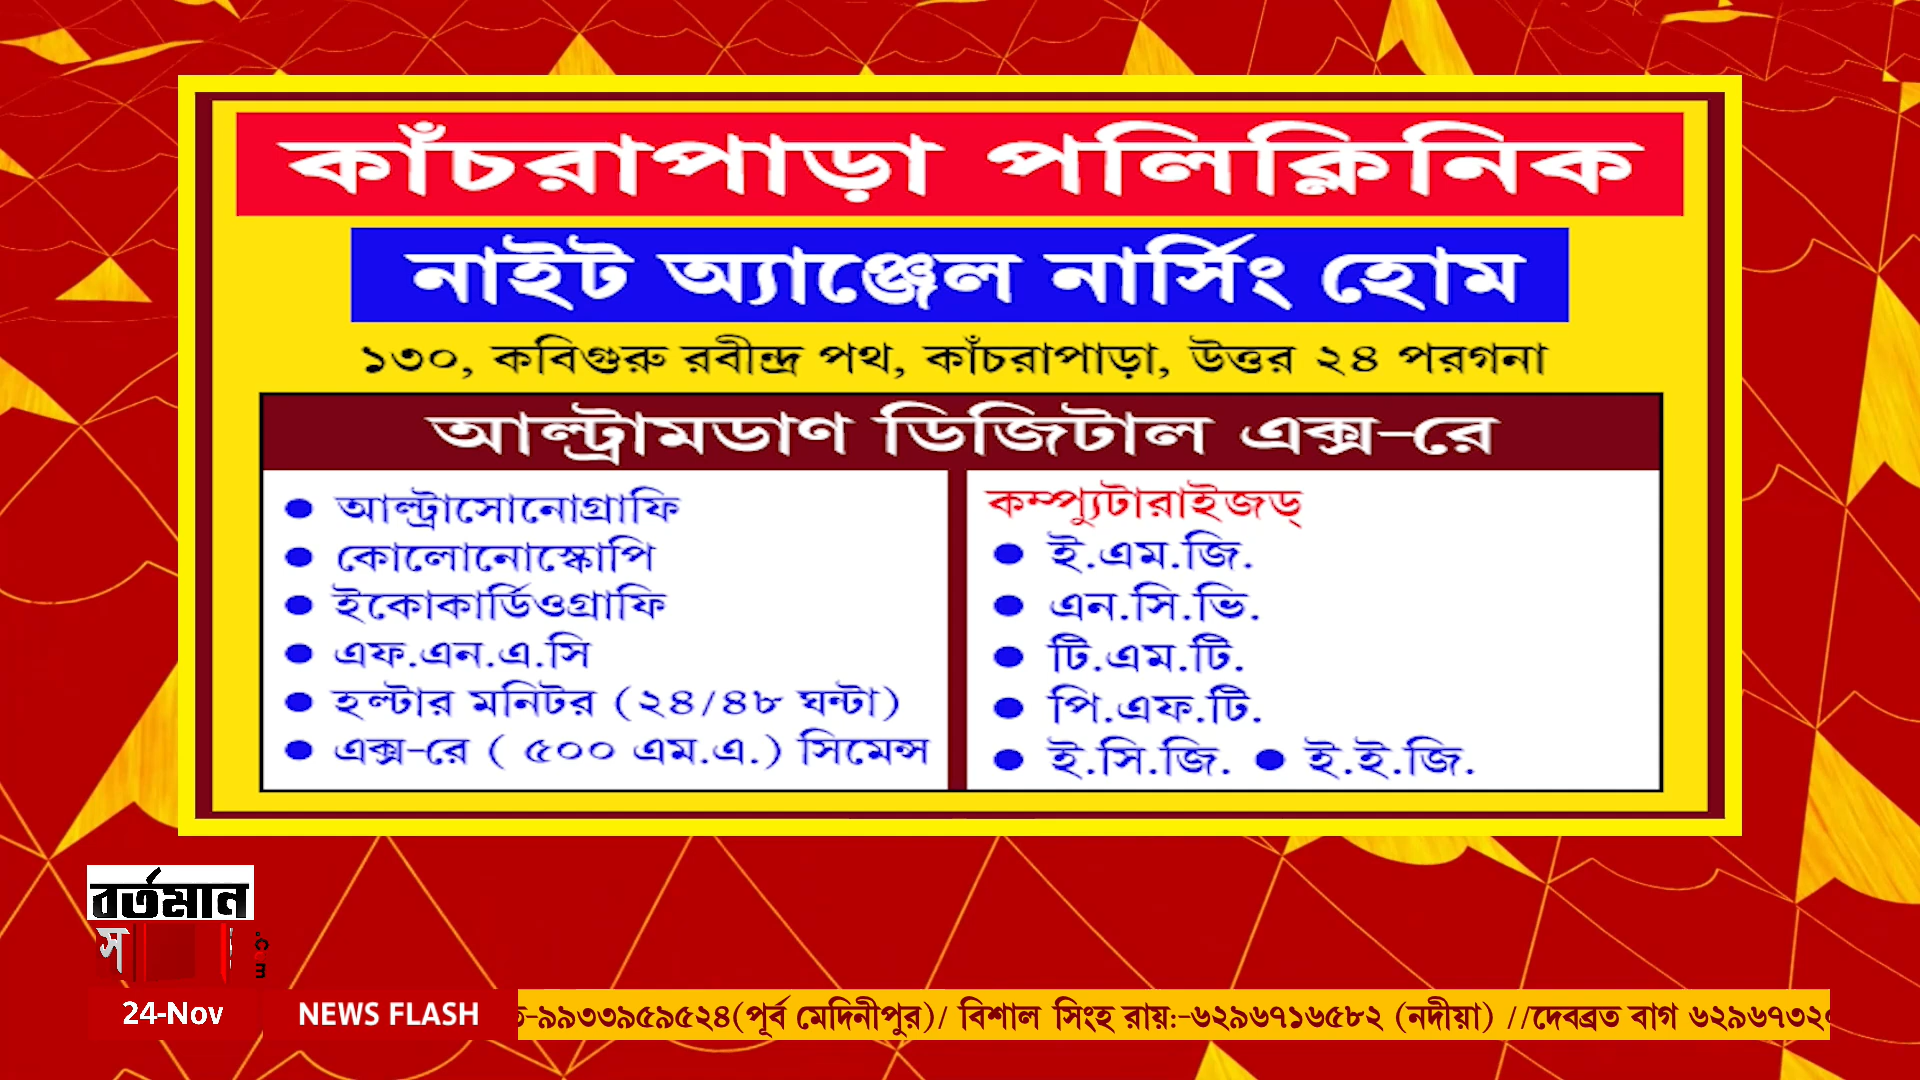 কাঁচরাপাড়া পলিক্লিনিক
নাইট অ্যাঞ্জেল নার্সিং হোম
১৩০, কবিগুরু রবীন্দ্র পথ, কাঁচরাপাড়া, উত্তর ২৪ পরগনা
আল্ট্রামডাণ ডিজিটাল এক্স-রে
● আল্ট্রাসোনোগ্রাফি
● কোলোনোস্কোপি
● ইকোকার্ডিওগ্রাফি
● এফ.এন.এ.সি
● হল্টার মনিটর (২৪/৪৮ ঘন্টা)
● এক্স-রে ( ৫০০ এম.এ.) সিমেন্স
কম্প্যুটারাইজড্
● ই.এম.জি.
● এন.সি.ভি.
● টি.এম.টি.
● পি.এফ.টি.
● ই.সি.জি. ● ই.ই.জি.
বর্তমান
24-Nov
NEWS FLASH
-৯৯৩৩৯৫৯৫২৪(পূর্ব মেদিনীপুর)/ বিশাল সিংহ রায়:-৬২৯৬৭১৬৫৮২ (নদীয়া) //দেবব্রত বাগ ৬২৯৬৭৩২